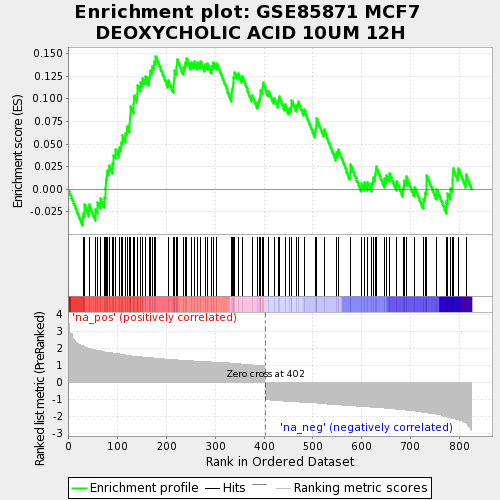 Enrichment plot: GSE85871 MCF7
DEOXYCHOLIC ACID 10UM 12H
Enrichment score (ES)
0.150
0.125
0.100
0.075
0.050
0.025
0.000
-0.025
'na_pos' (positively correlated)
Ranked list metric (PreRanked)
4
3
2
1
0
-1
-2
-3
Zero cross at 402
'na_neg' (negatively correlated)
0 100 200 300 400 500 600 700 800
Rank in Ordered Dataset
Enrichment profile Hits Ranking metric scores